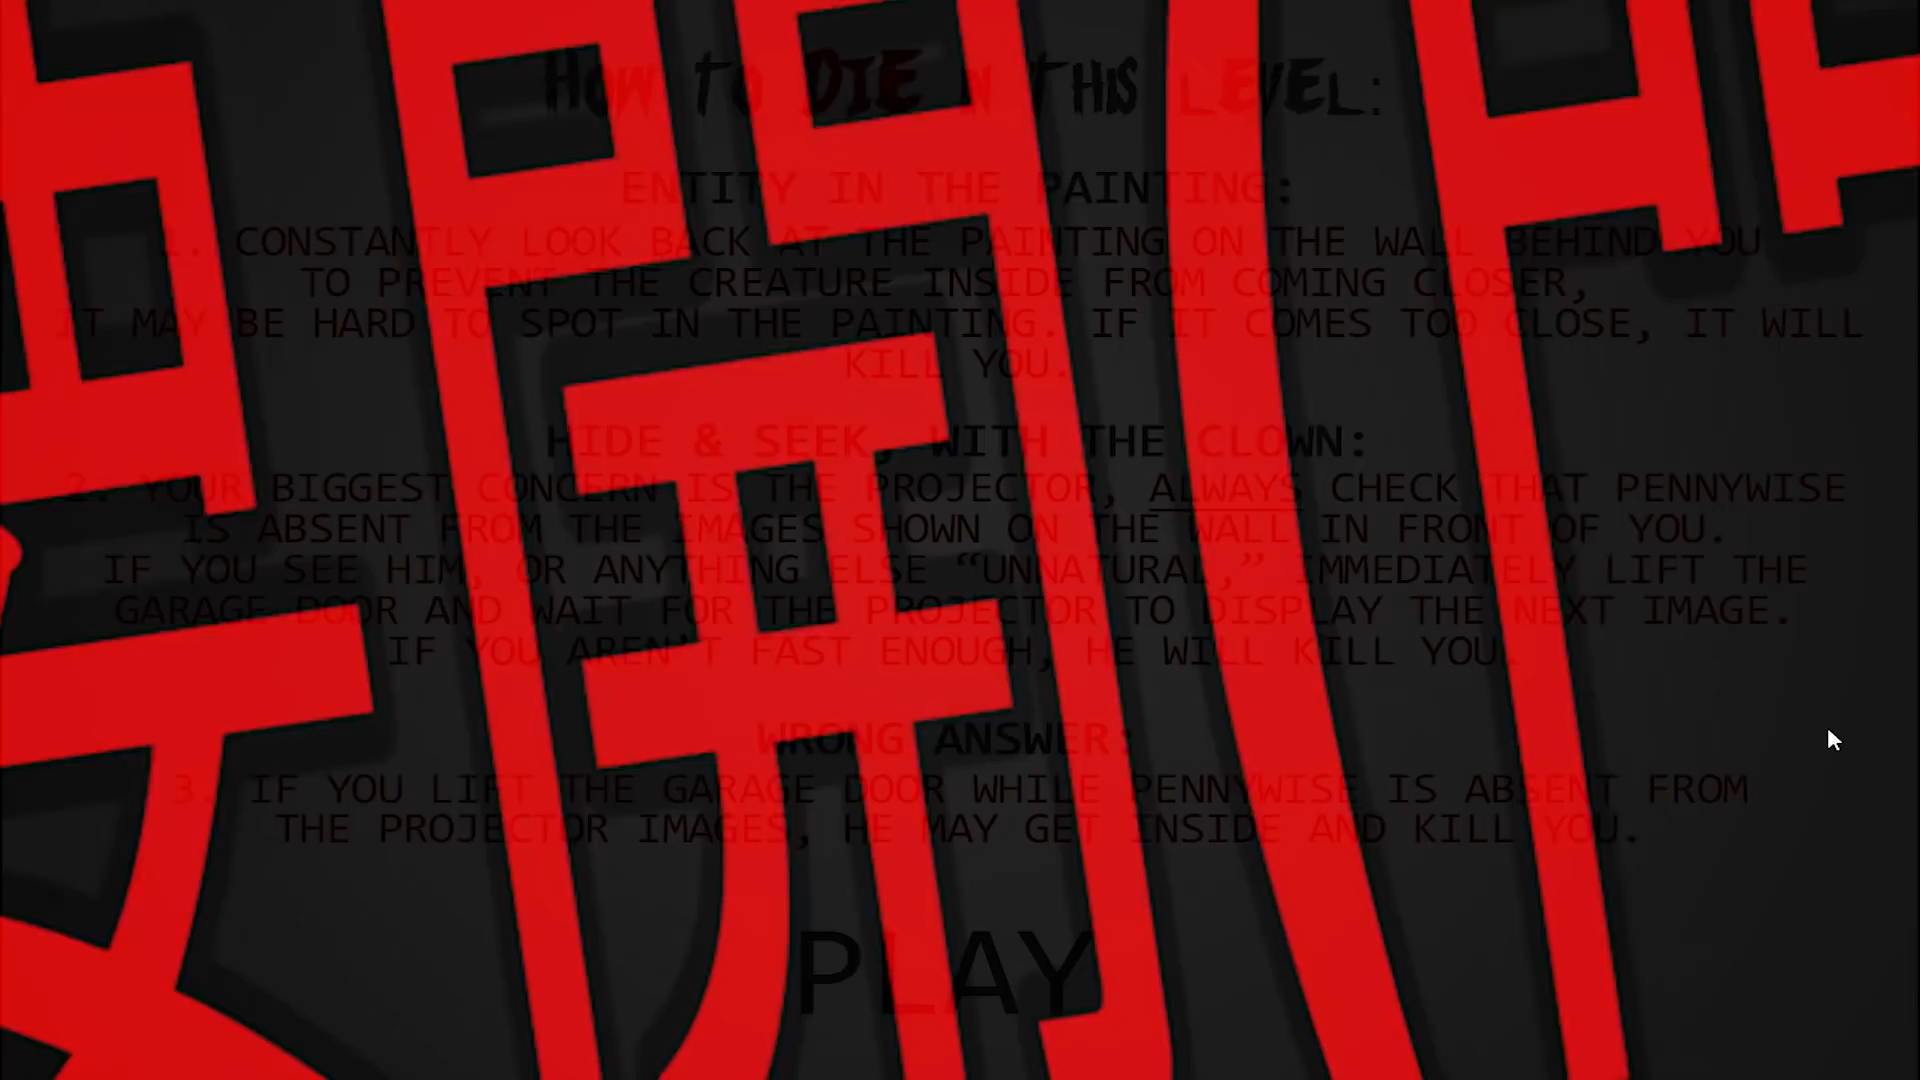 HOW TO DIE IN THIS LEVEL:
ENTITY IN THE PAINTING:
1. CONSTANTLY LOOK BACK AT THE PAINTING ON THE WALL BEHIND YOU
TO PREVENT THE CREATURE INSIDE FROM COMING CLOSER,
IT MAY BE HARD TO SPOT IN THE PAINTING. IF IT COMES TOO CLOSE, IT WILL
KILL YOU.
HIDE & SEEK, WITH THE CLOWN:
2. YOUR BIGGEST CONCERN IS THE PROJECTOR, ALWAYS CHECK THAT PENNYWISE
IS ABSENT FROM THE IMAGES SHOWN ON THE WALL IN FRONT OF YOU.
IF YOU SEE HIM, OR ANYTHING ELSE “UNNATURAL,” IMMEDIATELY LIFT THE
GARAGE DOOR AND WAIT FOR THE PROJECTOR TO DISPLAY THE NEXT IMAGE.
IF YOU AREN'T FAST ENOUGH, HE WILL KILL YOU.
WRONG ANSWER:
3. IF YOU LIFT THE GARAGE DOOR WHILE PENNYWISE IS ABSENT FROM
THE PROJECTOR IMAGES, HE MAY GET INSIDE AND KILL YOU.
PLAY